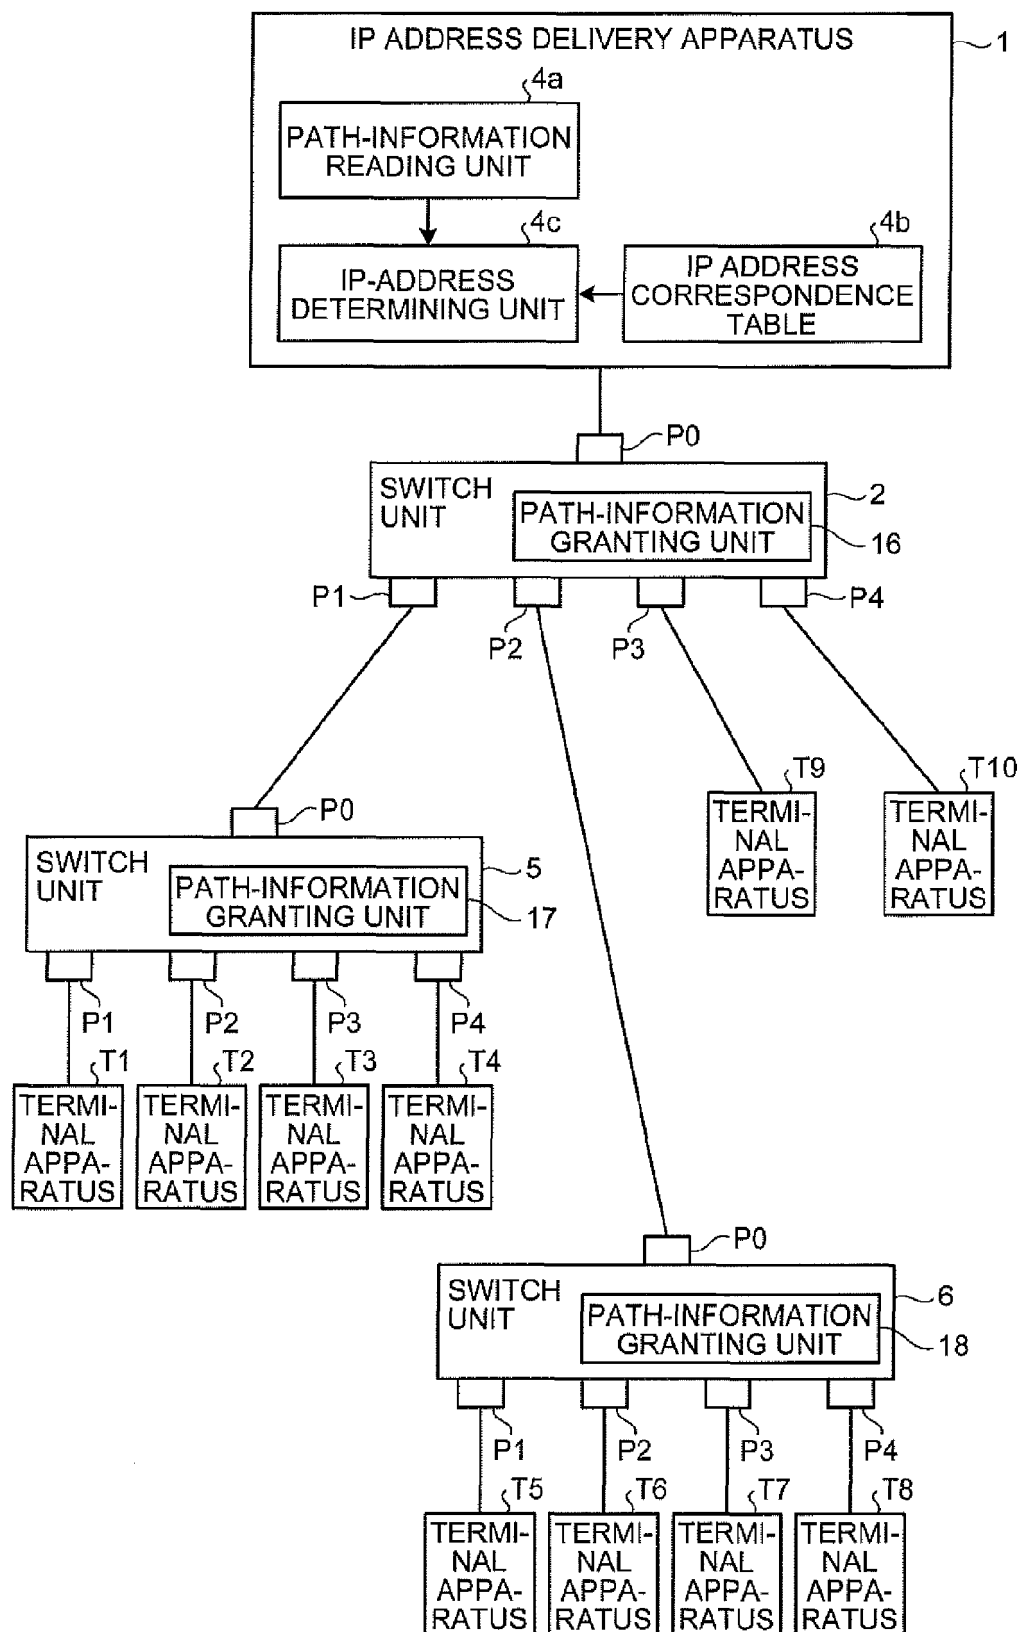 IP ADDRESS DELIVERY APPARATUS
1
4a
PATH-INFORMATION
READING UNIT
4c
4b
IP-ADDRESS
DETERMINING UNIT
IP ADDRESS
CORRESPONDENCE
TABLE
P0
SWITCH
UNIT
2
PATH-INFORMATION
GRANTING UNIT
16
P1
P2
P3
P4
T9
T10
TERMI-
NAL
APPA-
RATUS
TERMI-
NAL
APPA-
RATUS
P0
SWITCH
UNIT
5
PATH-INFORMATION
GRANTING UNIT
17
P1
P2
P3
P4
T1
T2
T3
T4
TERMI-
NAL
APPA-
RATUS
TERMI-
NAL
APPA-
RATUS
TERMI-
NAL
APPA-
RATUS
TERMI-
NAL
APPA-
RATUS
P0
SWITCH
UNIT
6
PATH-INFORMATION
GRANTING UNIT
18
P1
P2
P3
P4
T5
T6
T7
T8
TERMI-
NAL
APPA-
RATUS
TERMI-
NAL
APPA-
RATUS
TERMI-
NAL
APPA-
RATUS
TERMI-
NAL
APPA-
RATUS